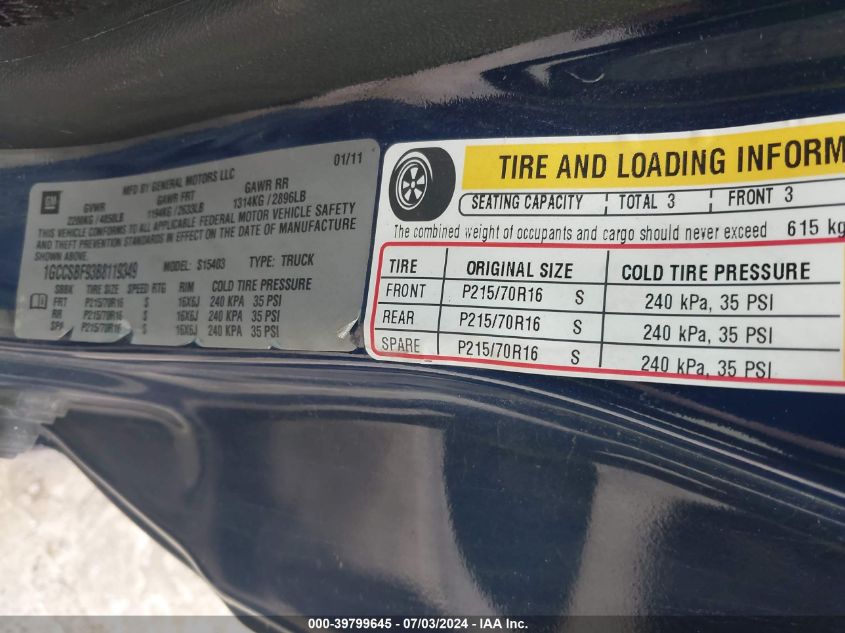 GM
MFD BY GENERAL MOTORS LLC
01/11
GVWR GAWR FRT GAWR RR
2200KG / 4850LB 1194KG / 2633LB 1314KG / 2896LB
THIS VEHICLE CONFORMS TO ALL APPLICABLE FEDERAL MOTOR VEHICLE SAFETY
AND THEFT PREVENTION STANDARDS IN EFFECT ON THE DATE OF MANUFACTURE
SHOWN ABOVE.
1GCCSBF93B8119349 MODEL: S15403 TYPE: TRUCK
TIRE SIZE SPEED RTG RIM COLD TIRE PRESSURE
FRT P215/70R16 S 16X6J 240 KPA 35 PSI
RR P215/70R16 S 16X6J 240 KPA 35 PSI
SPA P215/70R16 S 16X6J 240 KPA 35 PSI
TIRE AND LOADING INFORM
SEATING CAPACITY TOTAL 3 FRONT 3
The combined weight of occupants and cargo should never exceed 615 kg
TIRE ORIGINAL SIZE COLD TIRE PRESSURE
FRONT P215/70R16 S 240 kPa, 35 PSI
REAR P215/70R16 S 240 kPa, 35 PSI
SPARE P215/70R16 S 240 kPa, 35 PSI
000-39799645 - 07/03/2024 - IAA Inc.